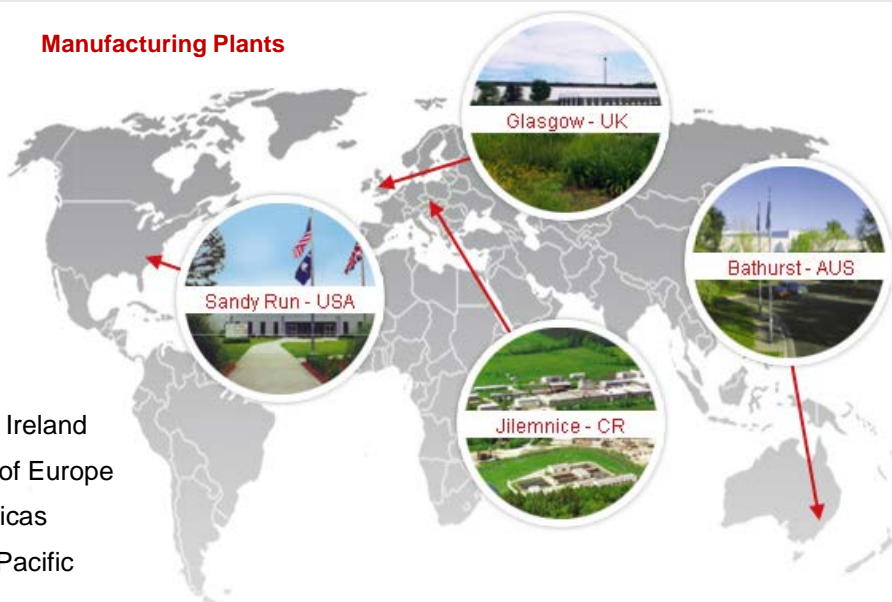 Manufacturing Plants
Glasgow - UK
Bathurst - AUS
Sandy Run - USA
Jilemnice - CR
Ireland
of Europe
icas
Pacific